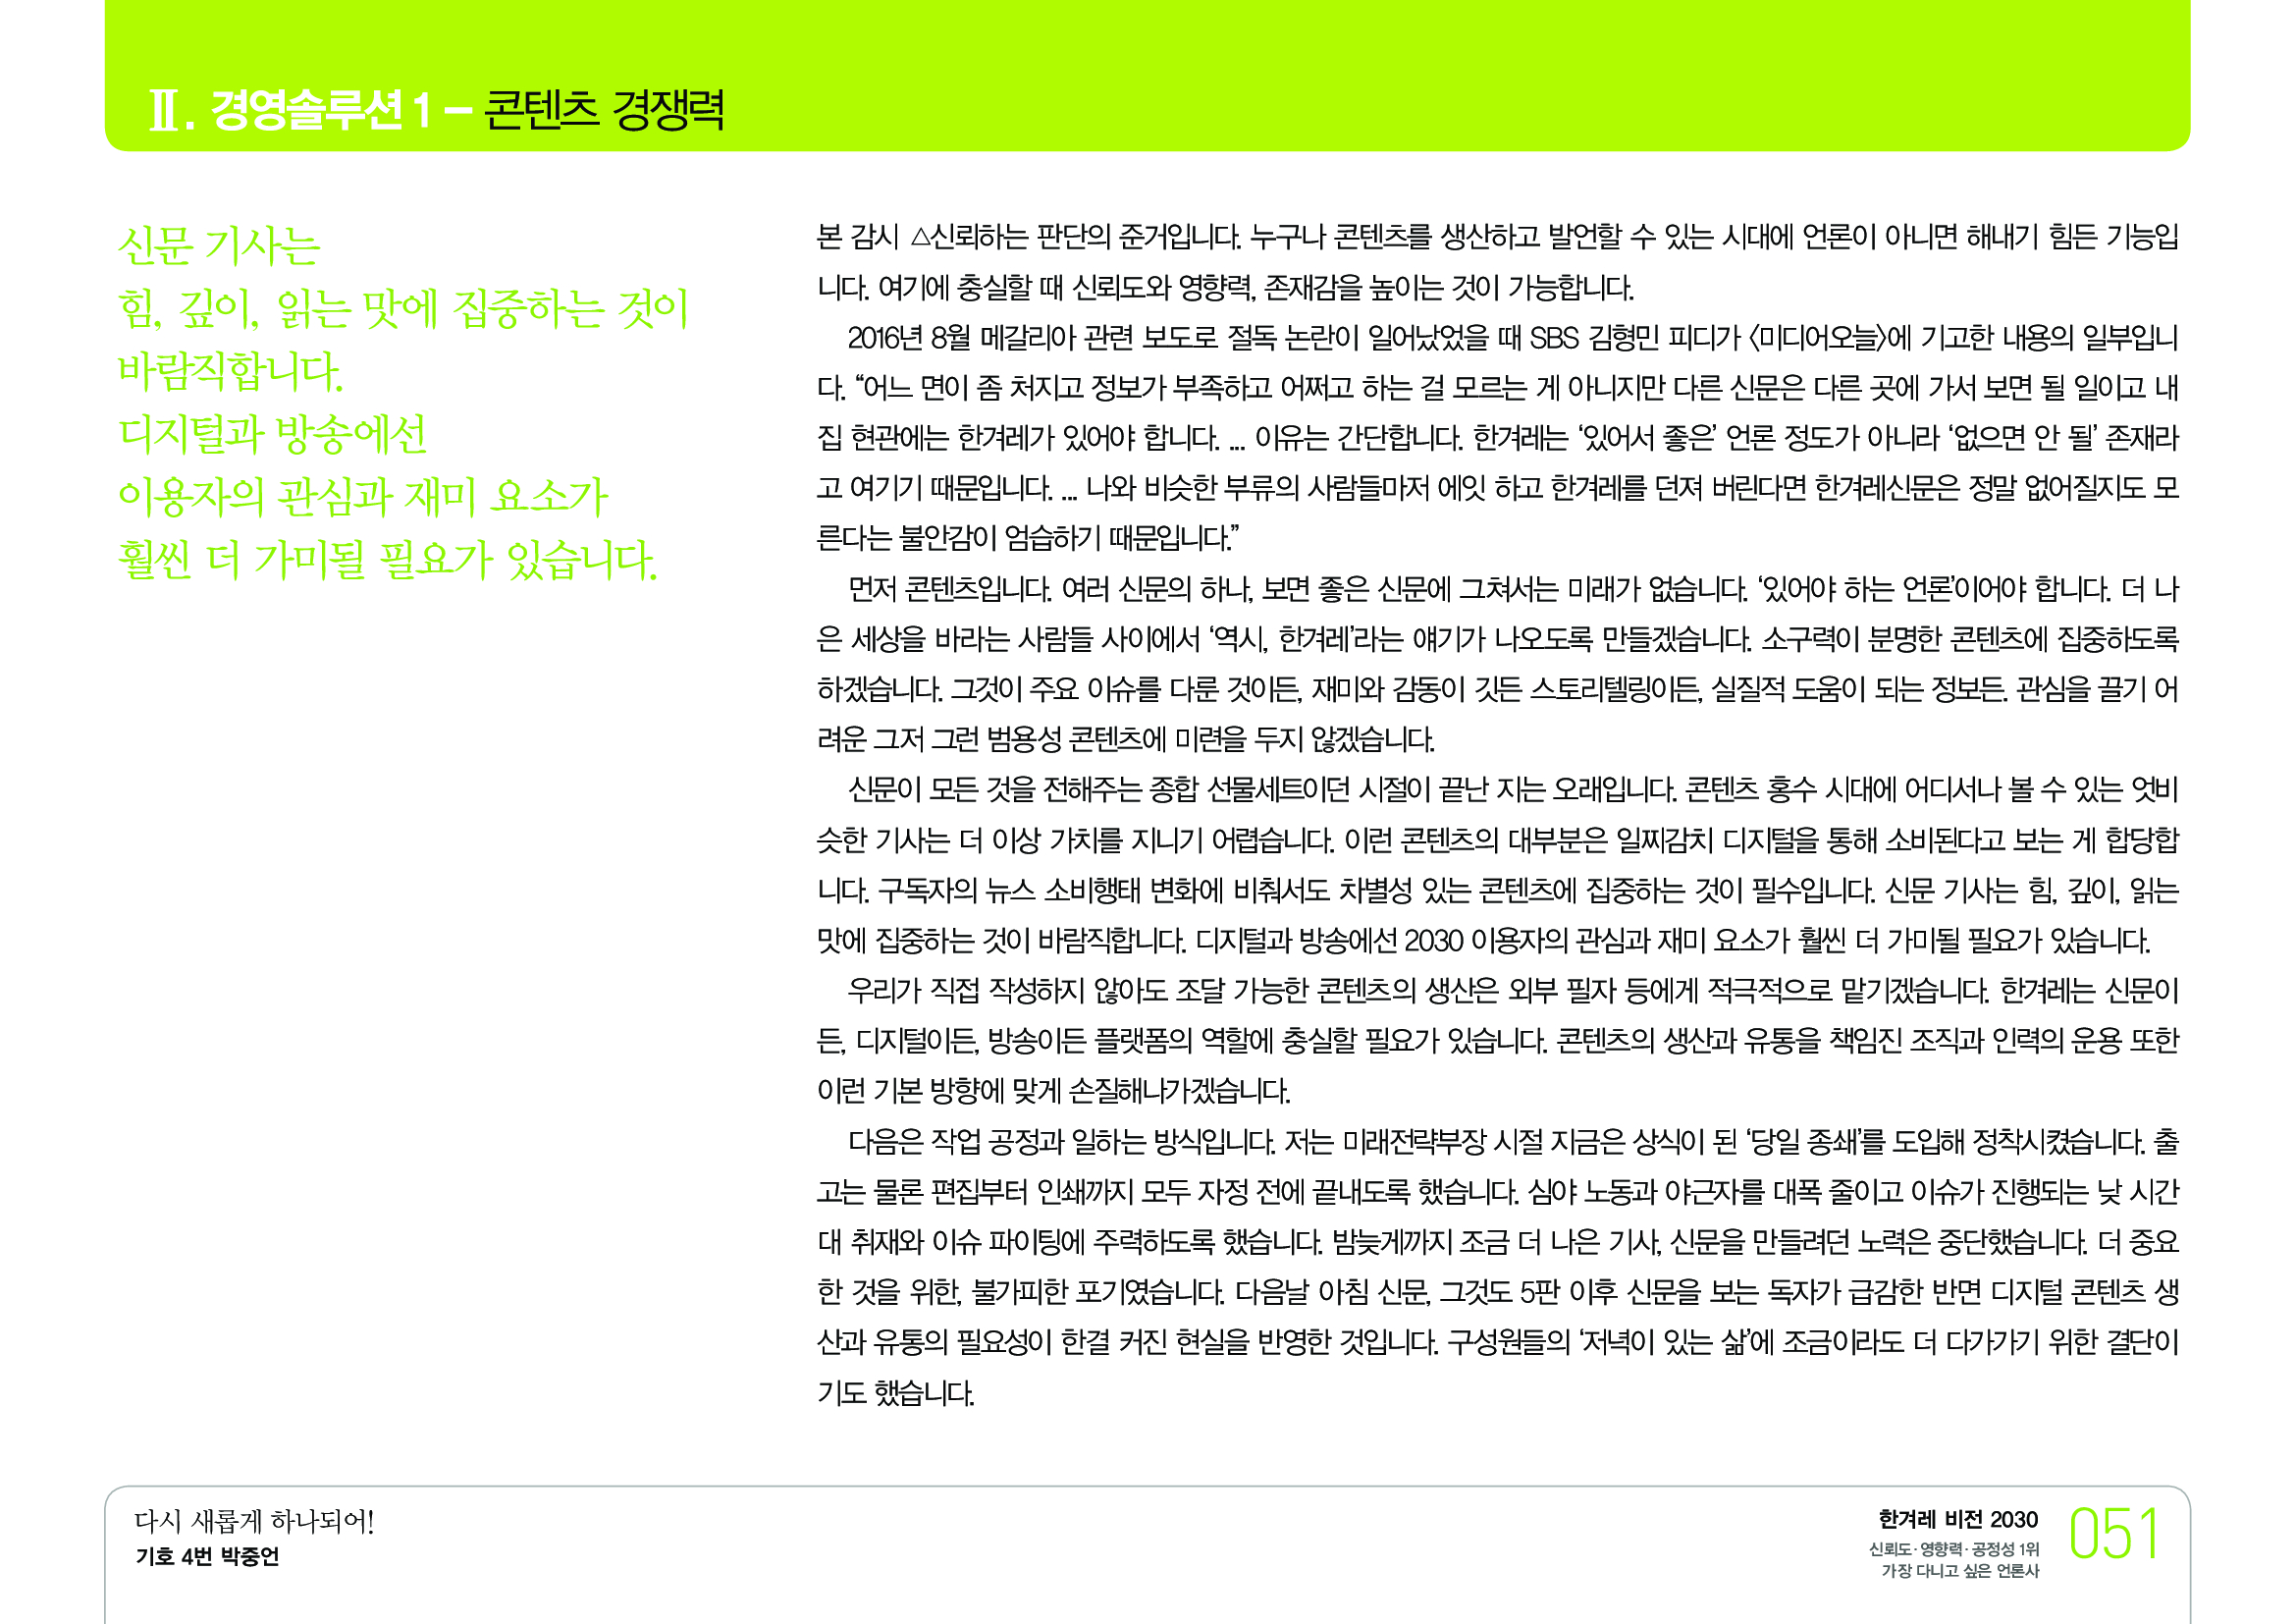 Ⅱ. 경영솔루션 1 – 콘텐츠 경쟁력
신문 기사는
힘, 깊이, 읽는 맛에 집중하는 것이
바람직합니다.
디지털과 방송에선
이용자의 관심과 재미 요소가
훨씬 더 가미될 필요가 있습니다.
본 감시 △신뢰하는 판단의 준거입니다. 누구나 콘텐츠를 생산하고 발언할 수 있는 시대에 언론이 아니면 해내기 힘든 기능입
니다. 여기에 충실할 때 신뢰도와 영향력, 존재감을 높이는 것이 가능합니다.
2016년 8월 메갈리아 관련 보도로 절독 논란이 일어났었을 때 SBS 김형민 피디가 〈미디어오늘〉에 기고한 내용의 일부입니
다. “어느 면이 좀 처지고 정보가 부족하고 어쩌고 하는 걸 모르는 게 아니지만 다른 신문은 다른 곳에 가서 보면 될 일이고 내
집 현관에는 한겨레가 있어야 합니다. ... 이유는 간단합니다. 한겨레는 ‘있어서 좋은’ 언론 정도가 아니라 ‘없으면 안 될’ 존재라
고 여기기 때문입니다. ... 나와 비슷한 부류의 사람들마저 에잇 하고 한겨레를 던져 버린다면 한겨레신문은 정말 없어질지도 모
른다는 불안감이 엄습하기 때문입니다.”
먼저 콘텐츠입니다. 여러 신문의 하나, 보면 좋은 신문에 그쳐서는 미래가 없습니다. ‘있어야 하는 언론’이어야 합니다. 더 나
은 세상을 바라는 사람들 사이에서 ‘역시, 한겨레’라는 얘기가 나오도록 만들겠습니다. 소구력이 분명한 콘텐츠에 집중하도록
하겠습니다. 그것이 주요 이슈를 다룬 것이든, 재미와 감동이 깃든 스토리텔링이든, 실질적 도움이 되는 정보든. 관심을 끌기 어
려운 그저 그런 범용성 콘텐츠에 미련을 두지 않겠습니다.
신문이 모든 것을 전해주는 종합 선물세트이던 시절이 끝난 지는 오래입니다. 콘텐츠 홍수 시대에 어디서나 볼 수 있는 엇비
슷한 기사는 더 이상 가치를 지니기 어렵습니다. 이런 콘텐츠의 대부분은 일찌감치 디지털을 통해 소비된다고 보는 게 합당합
니다. 구독자의 뉴스 소비행태 변화에 비춰서도 차별성 있는 콘텐츠에 집중하는 것이 필수입니다. 신문 기사는 힘, 깊이, 읽는
맛에 집중하는 것이 바람직합니다. 디지털과 방송에선 2030 이용자의 관심과 재미 요소가 훨씬 더 가미될 필요가 있습니다.
우리가 직접 작성하지 않아도 조달 가능한 콘텐츠의 생산은 외부 필자 등에게 적극적으로 맡기겠습니다. 한겨레는 신문이
든, 디지털이든, 방송이든 플랫폼의 역할에 충실할 필요가 있습니다. 콘텐츠의 생산과 유통을 책임진 조직과 인력의 운용 또한
이런 기본 방향에 맞게 손질해나가겠습니다.
다음은 작업 공정과 일하는 방식입니다. 저는 미래전략부장 시절 지금은 상식이 된 ‘당일 종쇄’를 도입해 정착시켰습니다. 출
고는 물론 편집부터 인쇄까지 모두 자정 전에 끝내도록 했습니다. 심야 노동과 야근자를 대폭 줄이고 이슈가 진행되는 낮 시간
대 취재와 이슈 파이팅에 주력하도록 했습니다. 밤늦게까지 조금 더 나은 기사, 신문을 만들려던 노력은 중단했습니다. 더 중요
한 것을 위한, 불가피한 포기였습니다. 다음날 아침 신문, 그것도 5판 이후 신문을 보는 독자가 급감한 반면 디지털 콘텐츠 생
산과 유통의 필요성이 한결 커진 현실을 반영한 것입니다. 구성원들의 ‘저녁이 있는 삶’에 조금이라도 더 다가가기 위한 결단이
기도 했습니다.
다시 새롭게 하나되어!
기호 4번 박중언
한겨레 비전 2030
신뢰도·영향력·공정성 1위
가장 다니고 싶은 언론사
051